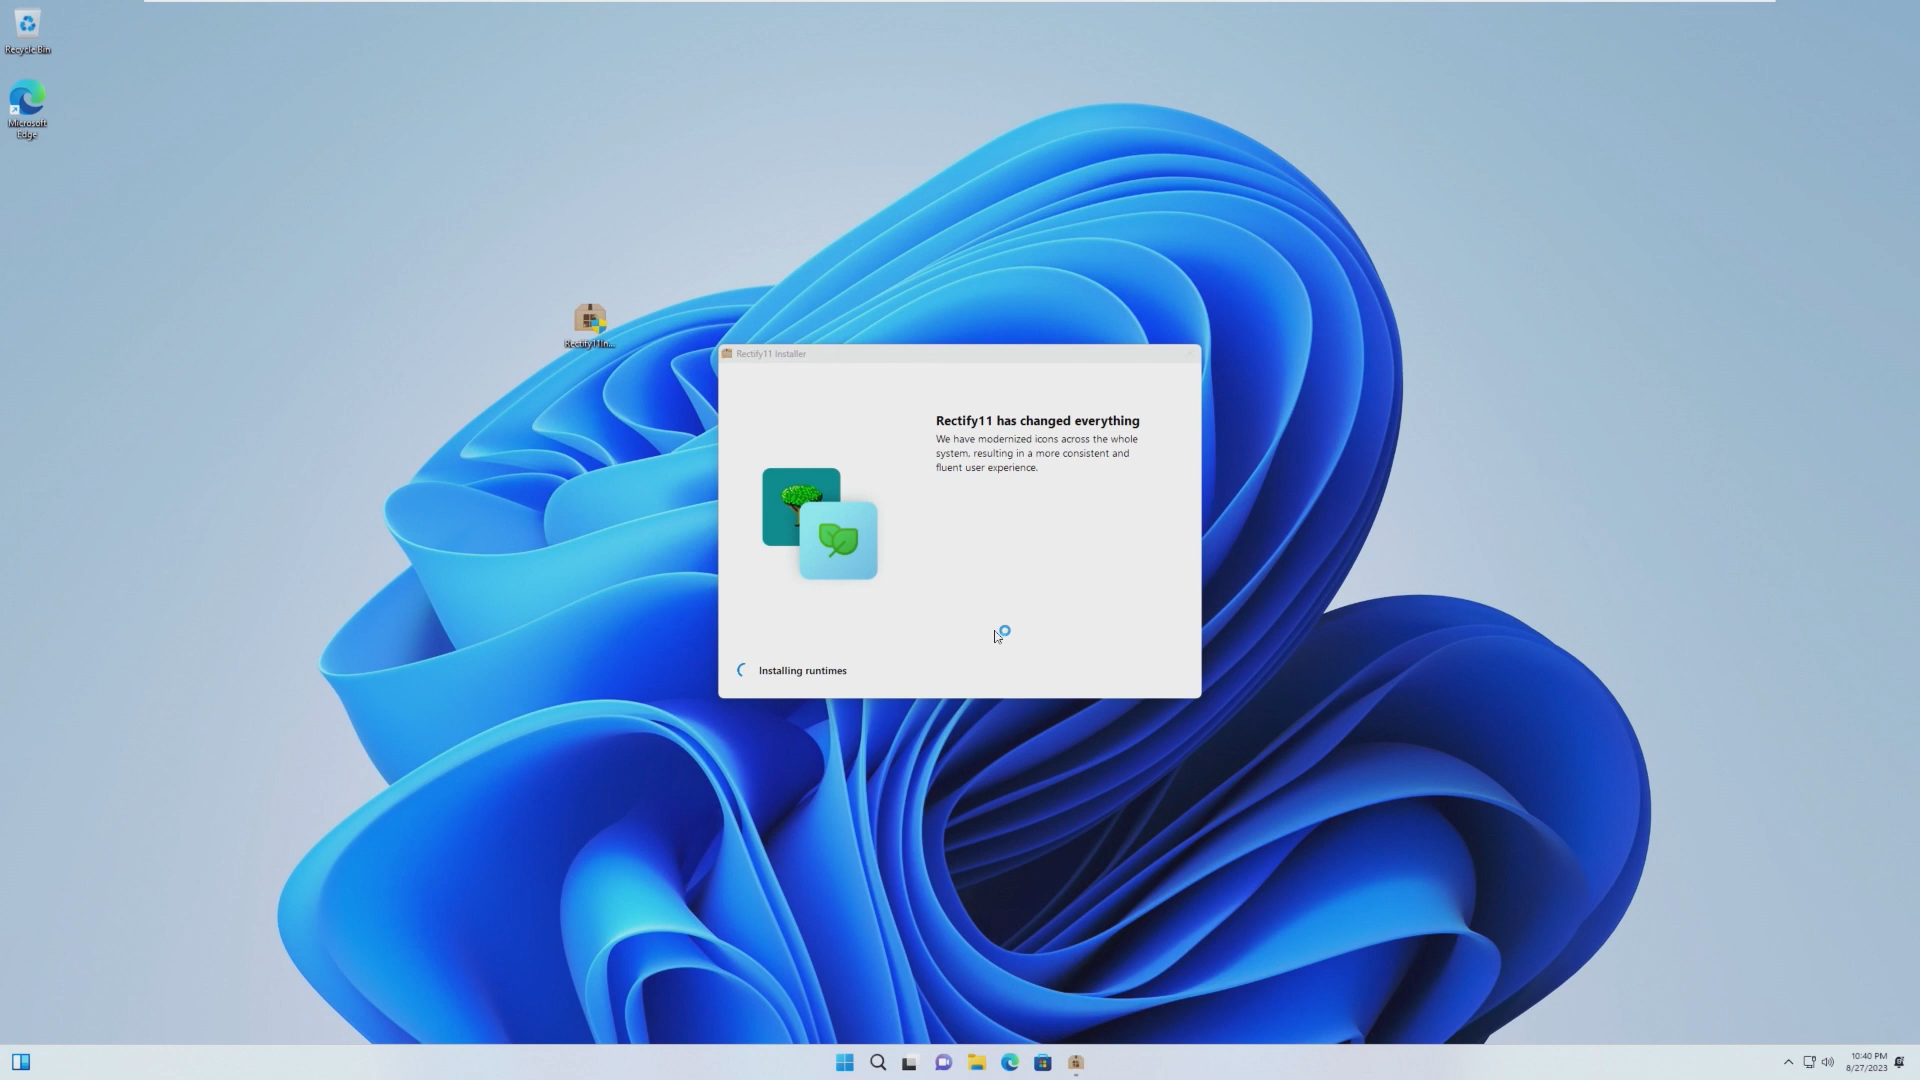 Recycle Bin
Microsoft
Edge
Rectify11In...
Rectify11 Installer
Rectify11 has changed everything
We have modernized icons across the whole
system, resulting in a more consistent and
fluent user experience.
Installing runtimes
10:40 PM
8/27/2023